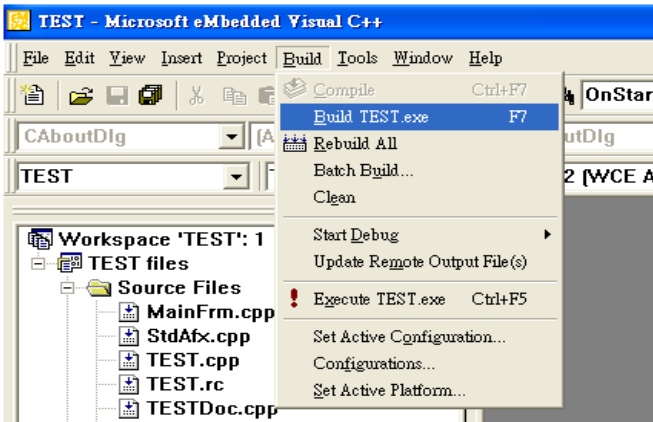 TEST - Microsoft eMbedded Visual C++
File Edit View Insert Project Build Tools Window Help
Compile Ctrl+F7
OnStar
Build TEST.exe F7
CAboutDlg
utDlg
Rebuild All
TEST
Batch Build...
2 (WCE A
Clean
Start Debug
Update Remote Output File(s)
Execute TEST.exe Ctrl+F5
Set Active Configuration...
Configurations...
Set Active Platform...
Workspace 'TEST': 1
TEST files
Source Files
MainFrm.cpp
StdAfx.cpp
TEST.cpp
TEST.rc
TESTDoc.cpp